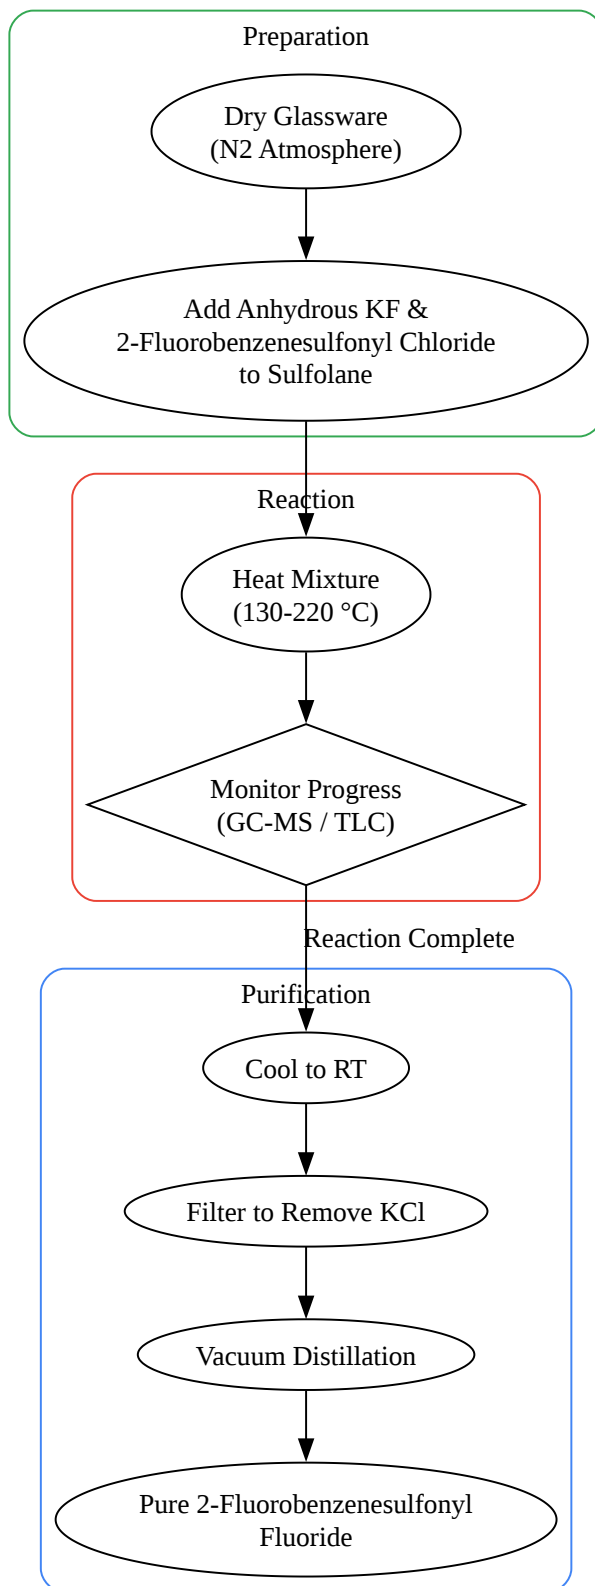 Preparation
Dry Glassware
(N2 Atmosphere)
Add Anhydrous KF &
2-Fluorobenzenesulfonyl Chloride
to Sulfolane
Reaction
Heat Mixture
(130-220 °C)
Monitor Progress
(GC-MS / TLC)
Reaction Complete
Purification
Cool to RT
Filter to Remove KCl
Vacuum Distillation
Pure 2-Fluorobenzenesulfonyl
Fluoride